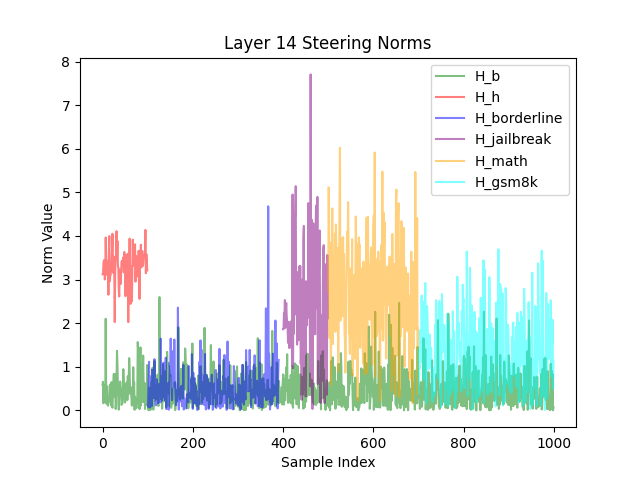 Layer 14 Steering Norms
Norm Value
8
7
6
5
4
3
2
1
0
H_b
H_h
H_borderline
H_jailbreak
H_math
H_gsm8k
0
200
400
600
800
1000
Sample Index